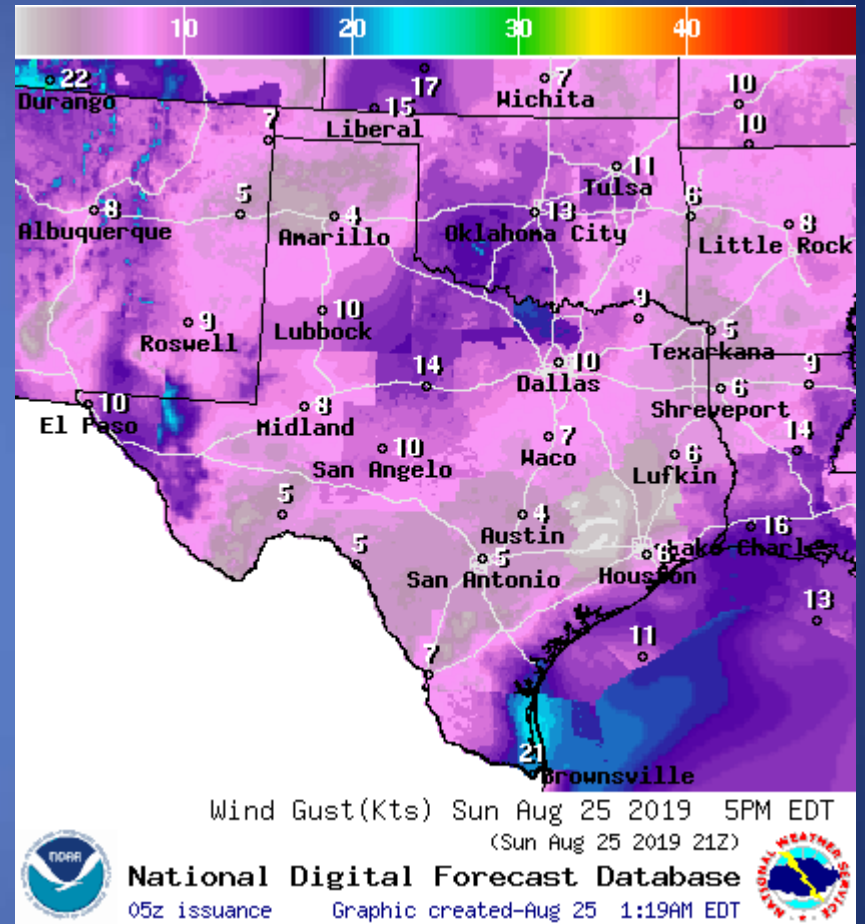 10 20 30 40
22 Durango
17
15 Liberal
7 Wichita
10
10
7
11 Tulsa
8 Albuquerque
5
4 Amarillo
13 Oklahoma City
6
8 Little Rock
9 Roswell
10 Lubbock
9
5 Texarkana
14
10 Dallas
6 Shreveport
9
10 El Paso
8 Midland
10 San Angelo
7 Waco
6 Lufkin
14
5
4 Austin
16 Lake Charles
5
5 San Antonio
6 Houston
13
11
7
21 Brownsville
Wind Gust(Kts) Sun Aug 25 2019 5PM EDT
(Sun Aug 25 2019 21Z)
National Digital Forecast Database
05z issuance Graphic created-Aug 25 1:19AM EDT
NOAA
NATIONAL WEATHER SERVICE